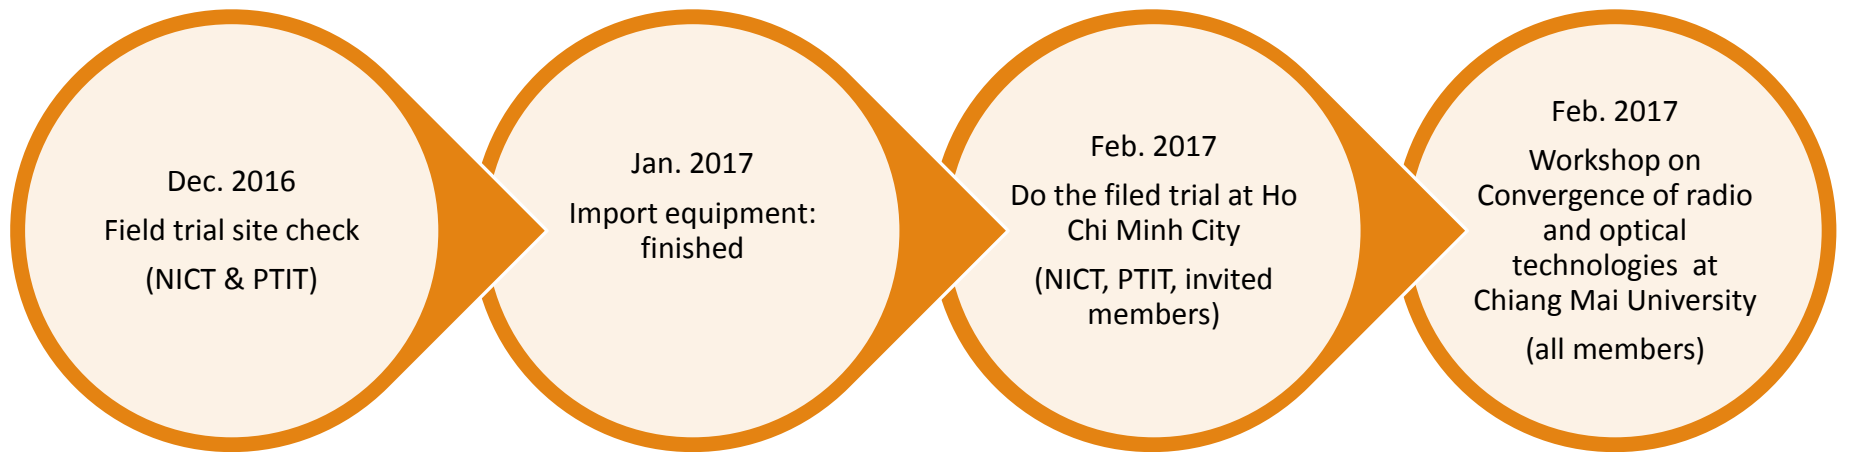 Dec. 2016
Field trial site check
(NICT & PTIT)
Jan. 2017
Import equipment:
finished
Feb. 2017
Do the filed trial at Ho
Chi Minh City
(NICT, PTIT, invited
members)
Feb. 2017
Workshop on
Convergence of radio
and optical
technologies at
Chiang Mai University
(all members)